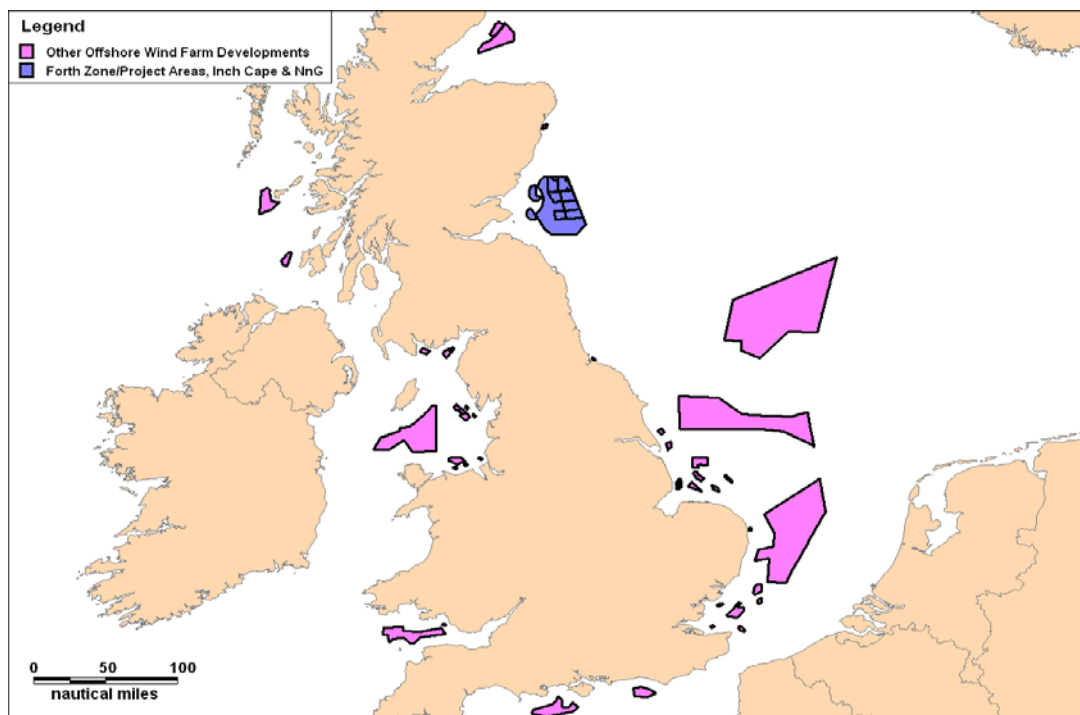 Legend
Other Offshore Wind Farm Developments
Forth Zone/Project Areas, Inch Cape & NnG
0 50 100
nautical miles